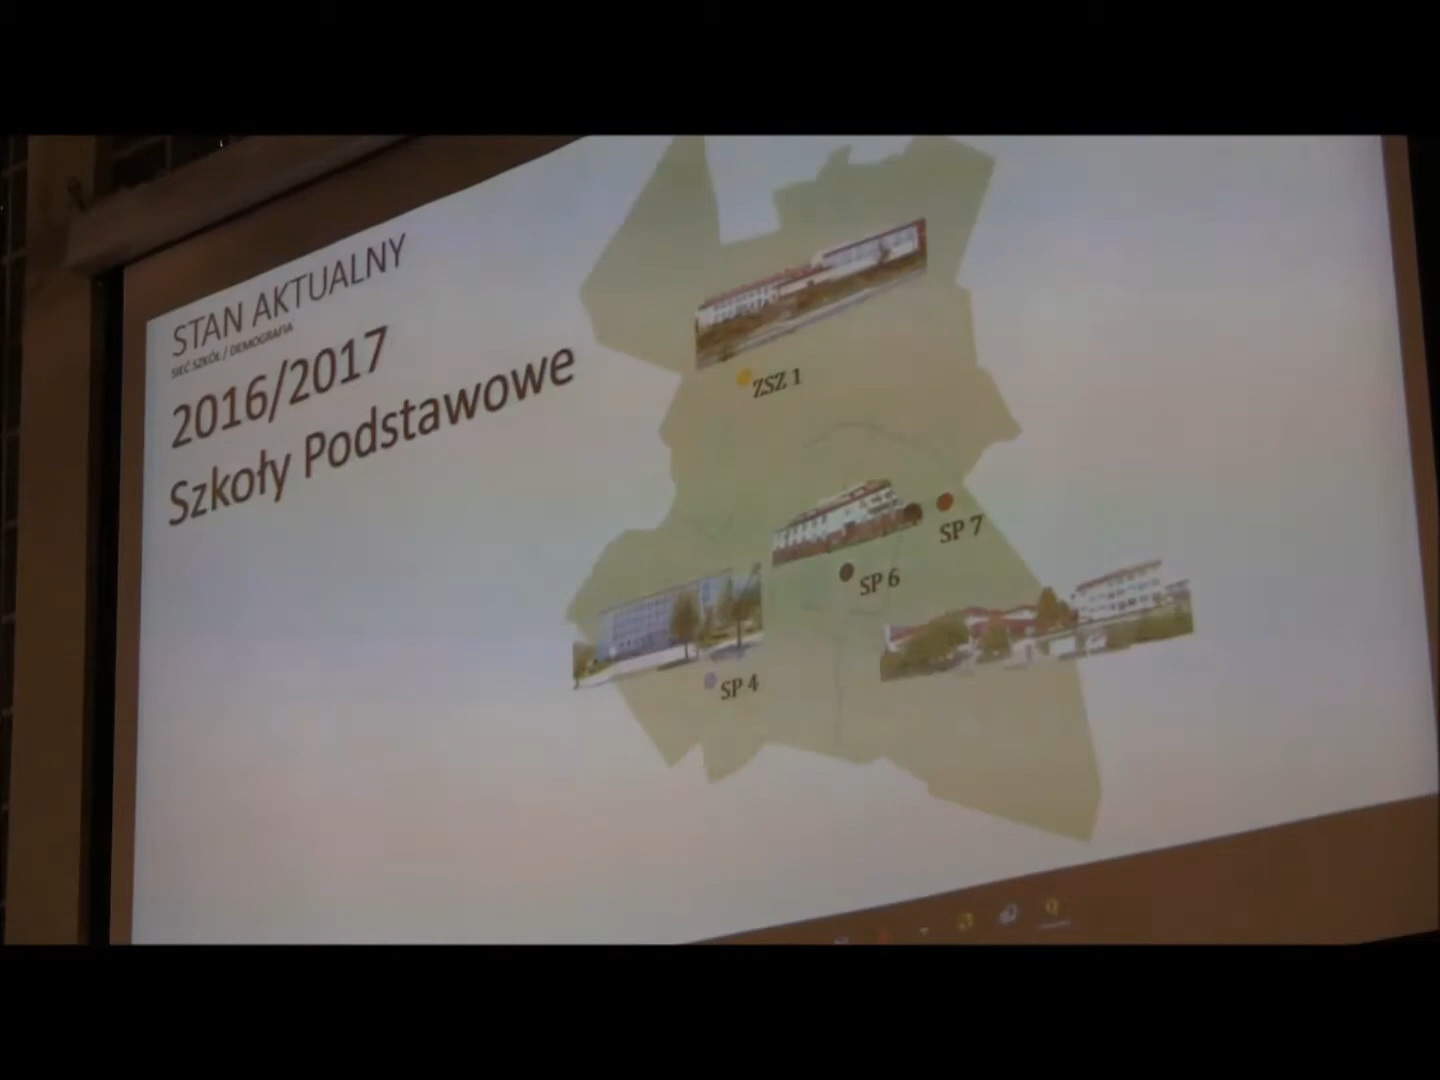 STAN AKTUALNY
SIEĆ SZKÓŁ / DEMOGRAFIA
2016/2017
Szkoły Podstawowe
ZSZ 1
SP 7
SP 6
SP 4